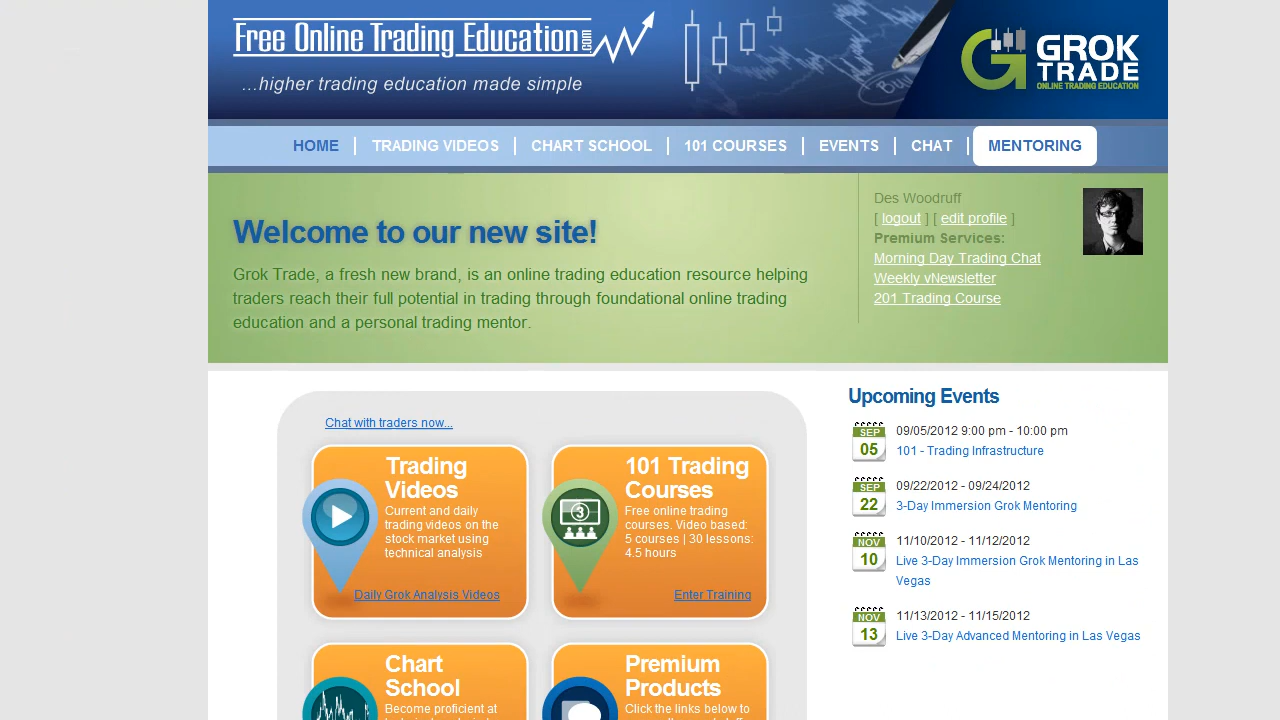 Free Online Trading Education.com
...higher trading education made simple
GROK
TRADE
ONLINE TRADING EDUCATION
HOME
TRADING VIDEOS
CHART SCHOOL
101 COURSES
EVENTS
CHAT
MENTORING
Welcome to our new site!
Grok Trade, a fresh new brand, is an online trading education resource helping
traders reach their full potential in trading through foundational online trading
education and a personal trading mentor.
Des Woodruff
[ logout ] [ edit profile ]
Premium Services:
Morning Day Trading Chat
Weekly vNewsletter
201 Trading Course
Chat with traders now...
Trading
Videos
Current and daily
trading videos on the
stock market using
technical analysis
Daily Grok Analysis Videos
101 Trading
Courses
Free online trading
courses. Video based:
5 courses | 30 lessons:
4.5 hours
Enter Training
Chart
School
Become proficient at
Premium
Products
Click the links below to
Upcoming Events
SEP
05
09/05/2012 9:00 pm - 10:00 pm
101 - Trading Infrastructure
SEP
22
09/22/2012 - 09/24/2012
3-Day Immersion Grok Mentoring
NOV
10
11/10/2012 - 11/12/2012
Live 3-Day Immersion Grok Mentoring in Las
Vegas
NOV
13
11/13/2012 - 11/15/2012
Live 3-Day Advanced Mentoring in Las Vegas